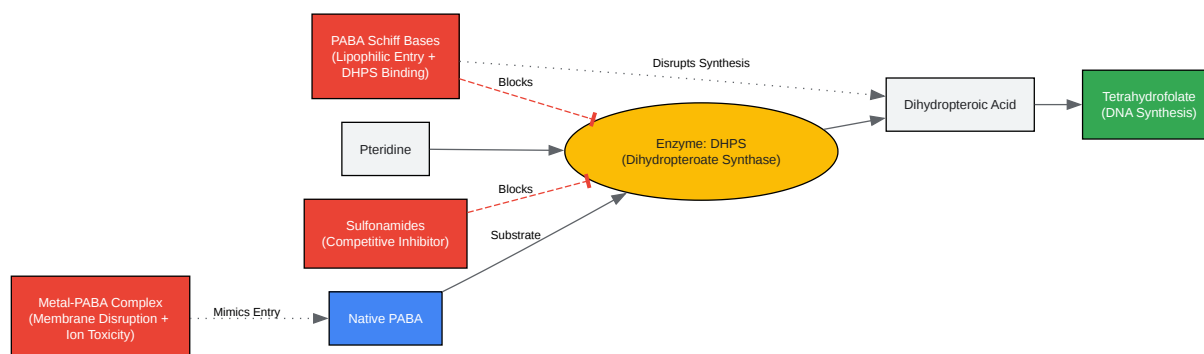 PABA Schiff Bases
(Lipophilic Entry +
DHPS Binding)
Disrupts Synthesis
Blocks
Dihydropteroic Acid
Tetrahydrofolate
(DNA Synthesis)
Pteridine
Enzyme: DHPS
(Dihydropteroate Synthase)
Blocks
Sulfonamides
(Competitive Inhibitor)
Substrate
Metal-PABA Complex
(Membrane Disruption +
Ion Toxicity)
Mimics Entry
Native PABA